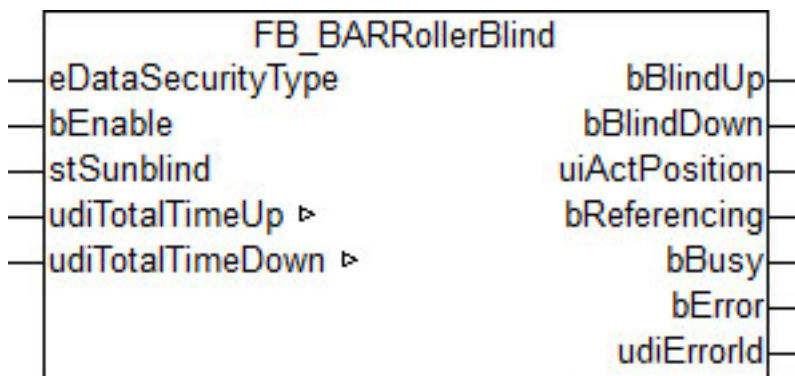 FB_BARRollerBlind
eDataSecurityType bBlindUp
bEnable bBlindDown
stSunblind uiActPosition
udiTotalTimeUp ▹ bReferencing
udiTotalTimeDown ▹ bBusy
bError
udiErrorId